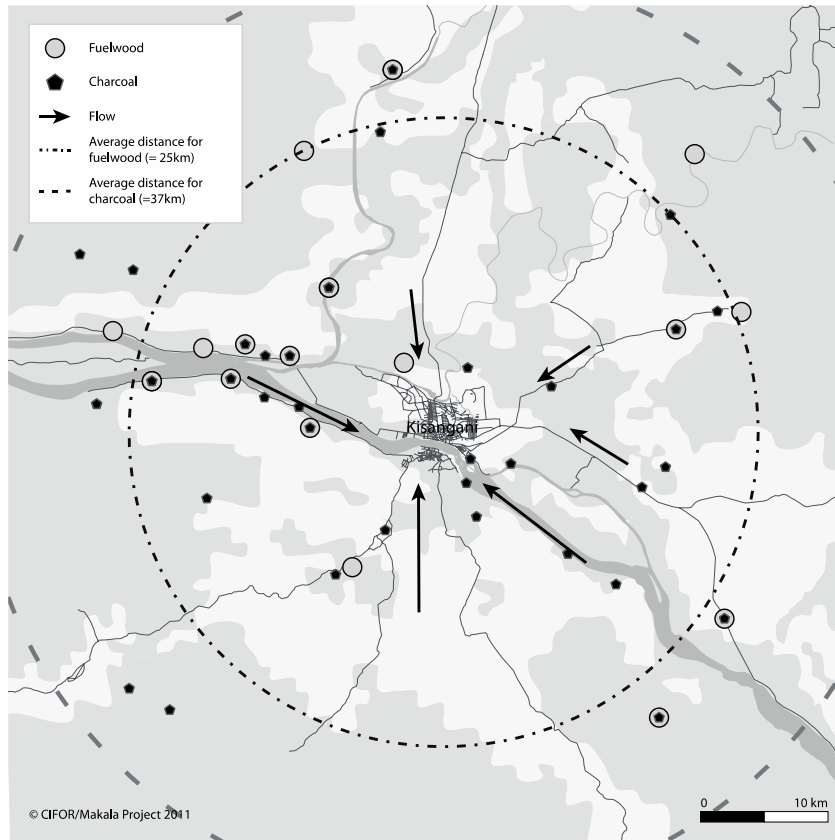 Fuelwood
Charcoal
Flow
Average distance for
fuelwood (= 25km)
Average distance for
charcoal (=37km)
Kisangani
© CIFOR/Makala Project 2011
0 10 km